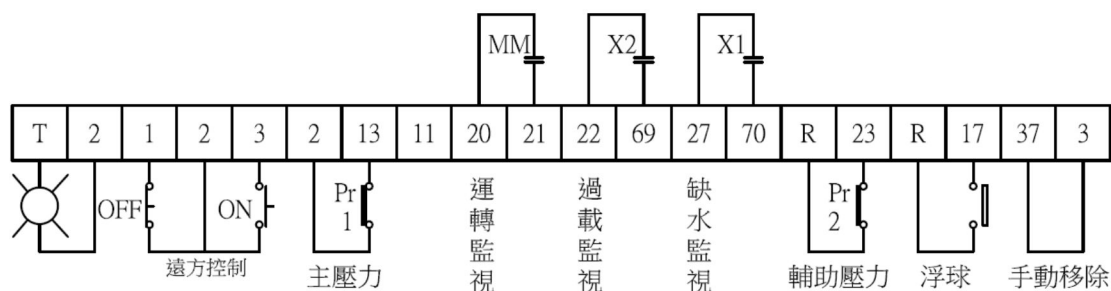 MM X2 X1
T 2 1 2 3 2 13 11 20 21 22 69 27 70 R 23 R 17 37 3
OFF ON
Pr 1
運轉監視
過載監視
缺水監視
Pr 2
遠方控制
主壓力
輔助壓力
浮球
手動移除